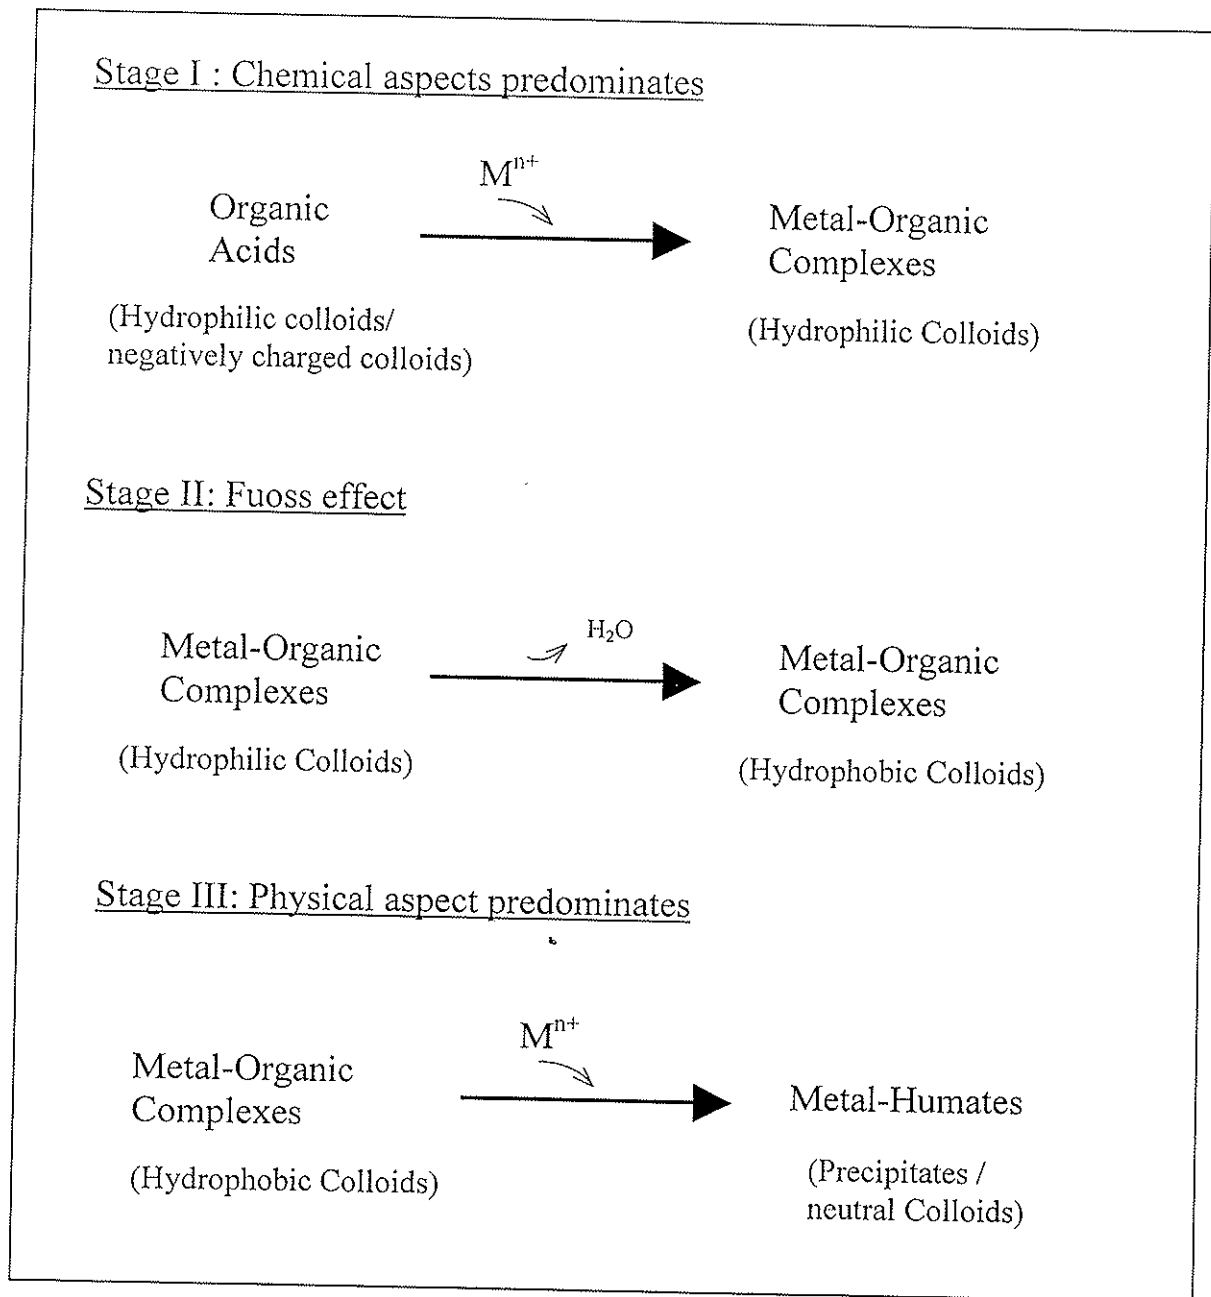 Stage I : Chemical aspects predominates
Mⁿ⁺
Organic
Acids
Metal-Organic
Complexes
(Hydrophilic colloids/
negatively charged colloids)
(Hydrophilic Colloids)
Stage II: Fuoss effect
H₂O
Metal-Organic
Complexes
Metal-Organic
Complexes
(Hydrophilic Colloids)
(Hydrophobic Colloids)
Stage III: Physical aspect predominates
Mⁿ⁺
Metal-Organic
Complexes
Metal-Humates
(Hydrophobic Colloids)
(Precipitates /
neutral Colloids)